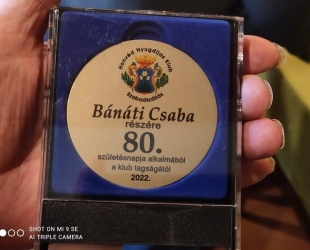 Honvéd Nyugdíjas Klub
Szabadszállás
Bánáti Csaba
részére
80.
születésnapja alkalmából
a klub tagságától
2022.
SHOT ON MI 9 SE
AI TRIPLE CAMERA